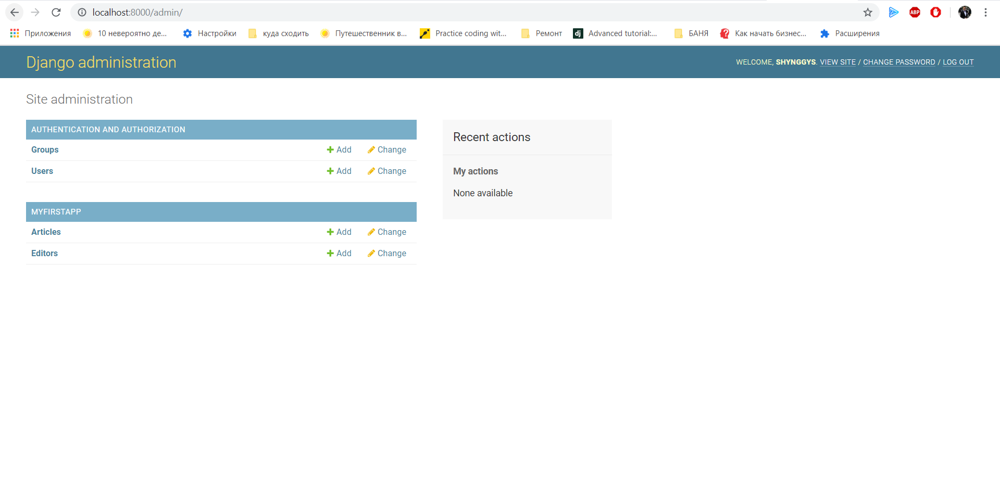 localhost:8000/admin/
Приложения 10 невероятно де... Настройки куда сходить Путешественник в... Practice coding wit... Ремонт dj Advanced tutorial:... БАНЯ Как начать бизнес... Расширения
ABP
Django administration
WELCOME, SHYNGGYS. VIEW SITE / CHANGE PASSWORD / LOG OUT
Site administration
AUTHENTICATION AND AUTHORIZATION
Groups Add Change
Users Add Change
MYFIRSTAPP
Articles Add Change
Editors Add Change
Recent actions
My actions
None available